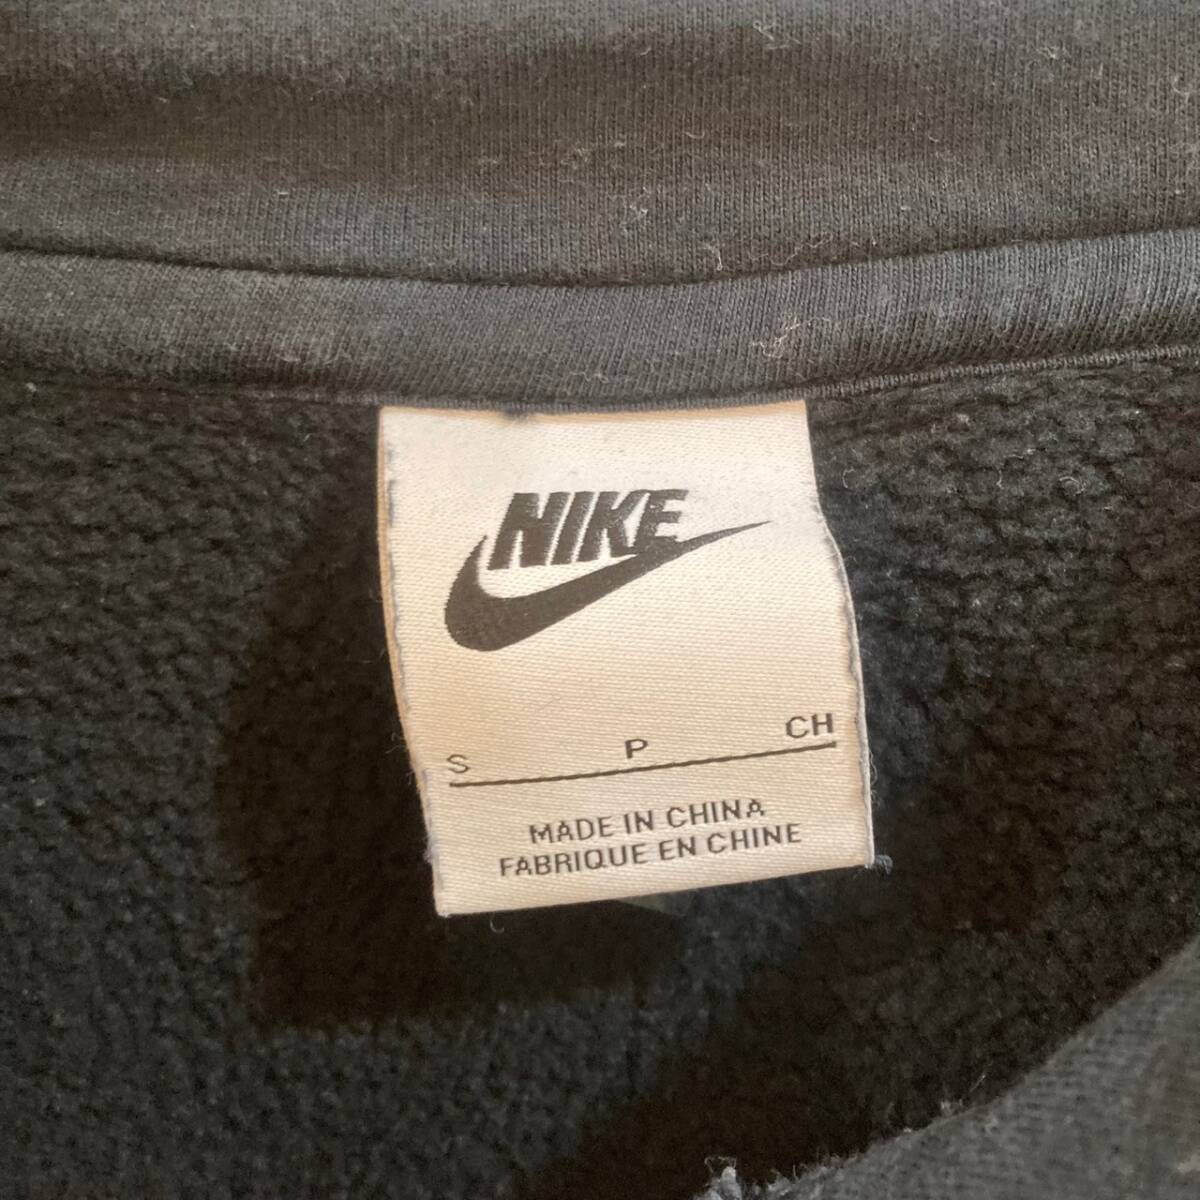 NIKE
S P CH
MADE IN CHINA
FABRIQUE EN CHINE